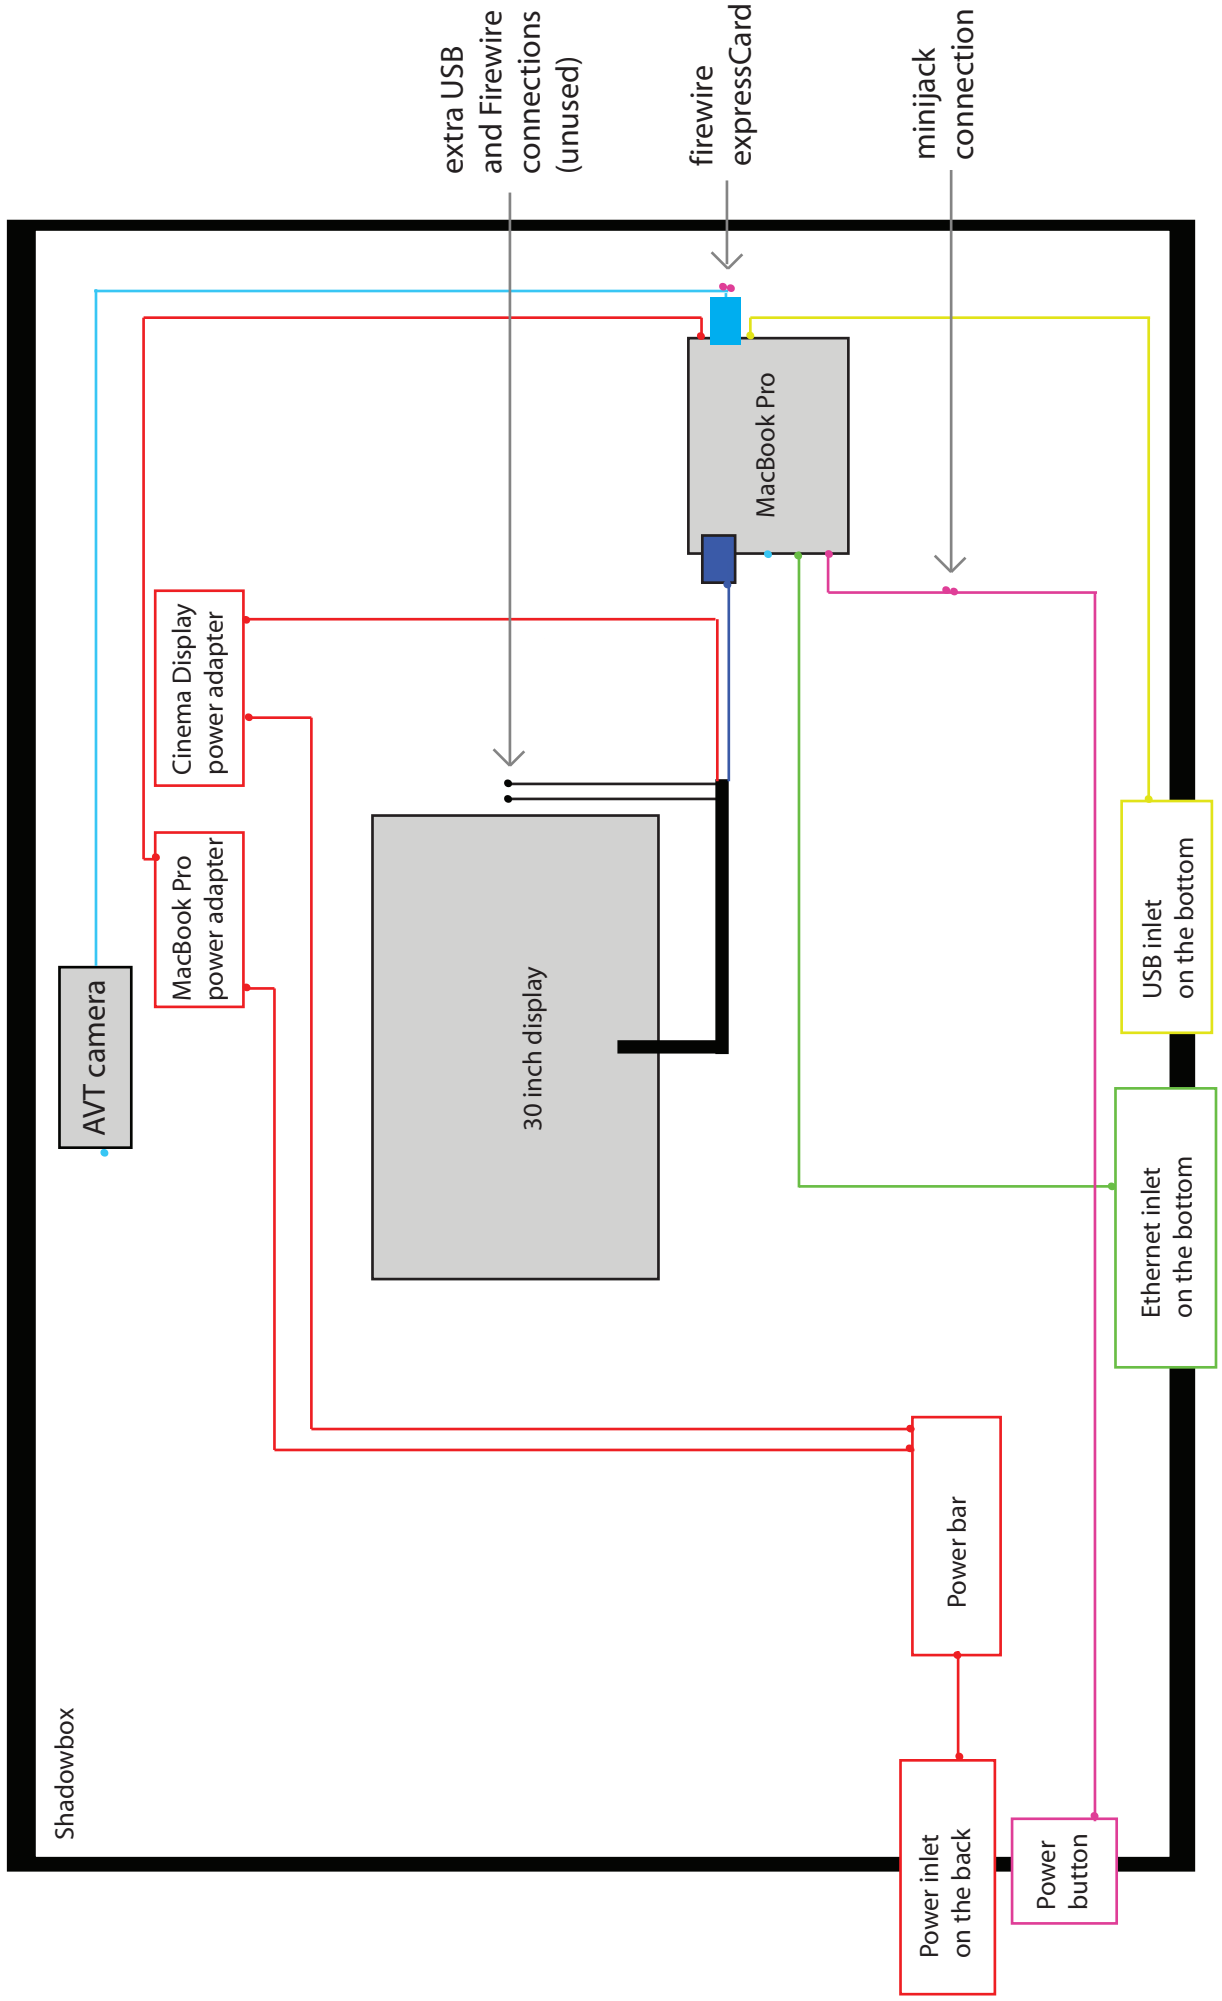 Shadowbox
AVT camera
MacBook Pro
power adapter
Cinema Display
power adapter
30 inch display
extra USB
and Firewire
connections
(unused)
firewire
expressCard
MacBook Pro
minijack
connection
Power inlet
on the back
Power bar
Power
button
Ethernet inlet
on the bottom
USB inlet
on the bottom